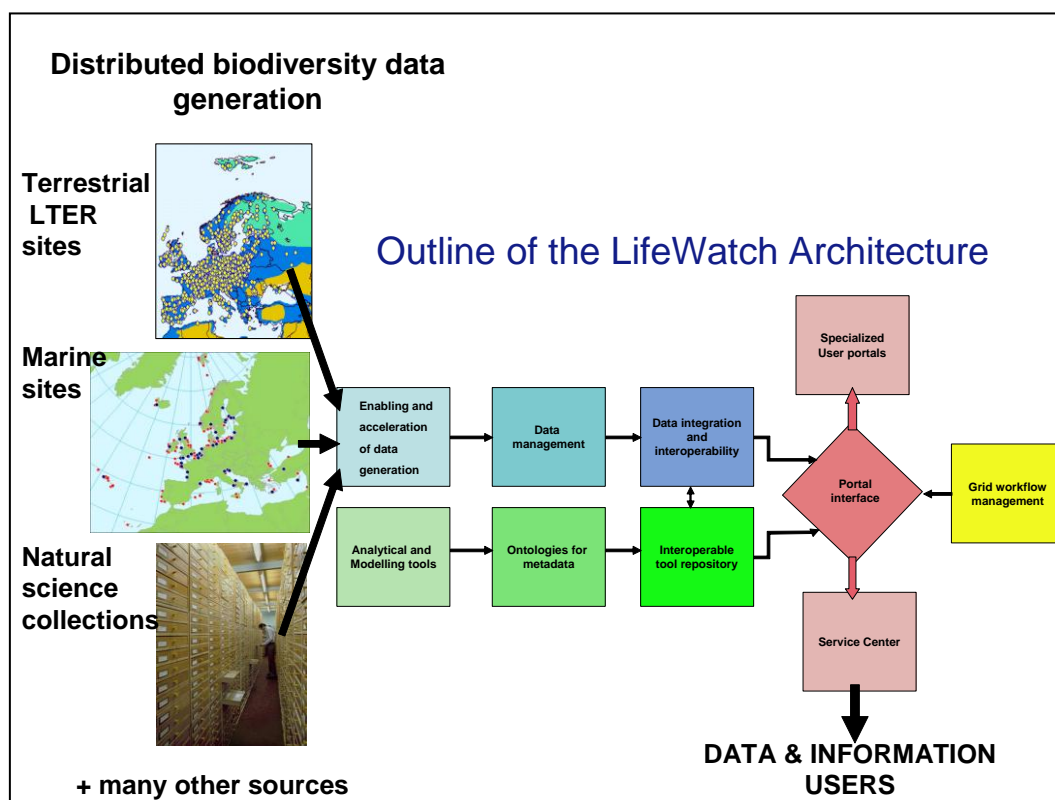 Distributed biodiversity data
generation
Terrestrial
LTER
sites
Outline of the LifeWatch Architecture
Marine
sites
Natural
science
collections
+ many other sources
Enabling and
acceleration
of data
generation
Data
management
Data integration
and
interoperability
Analytical and
Modelling tools
Ontologies for
metadata
Interoperable
tool repository
Specialized
User portals
Portal
interface
Grid workflow
management
Service Center
DATA & INFORMATION
USERS